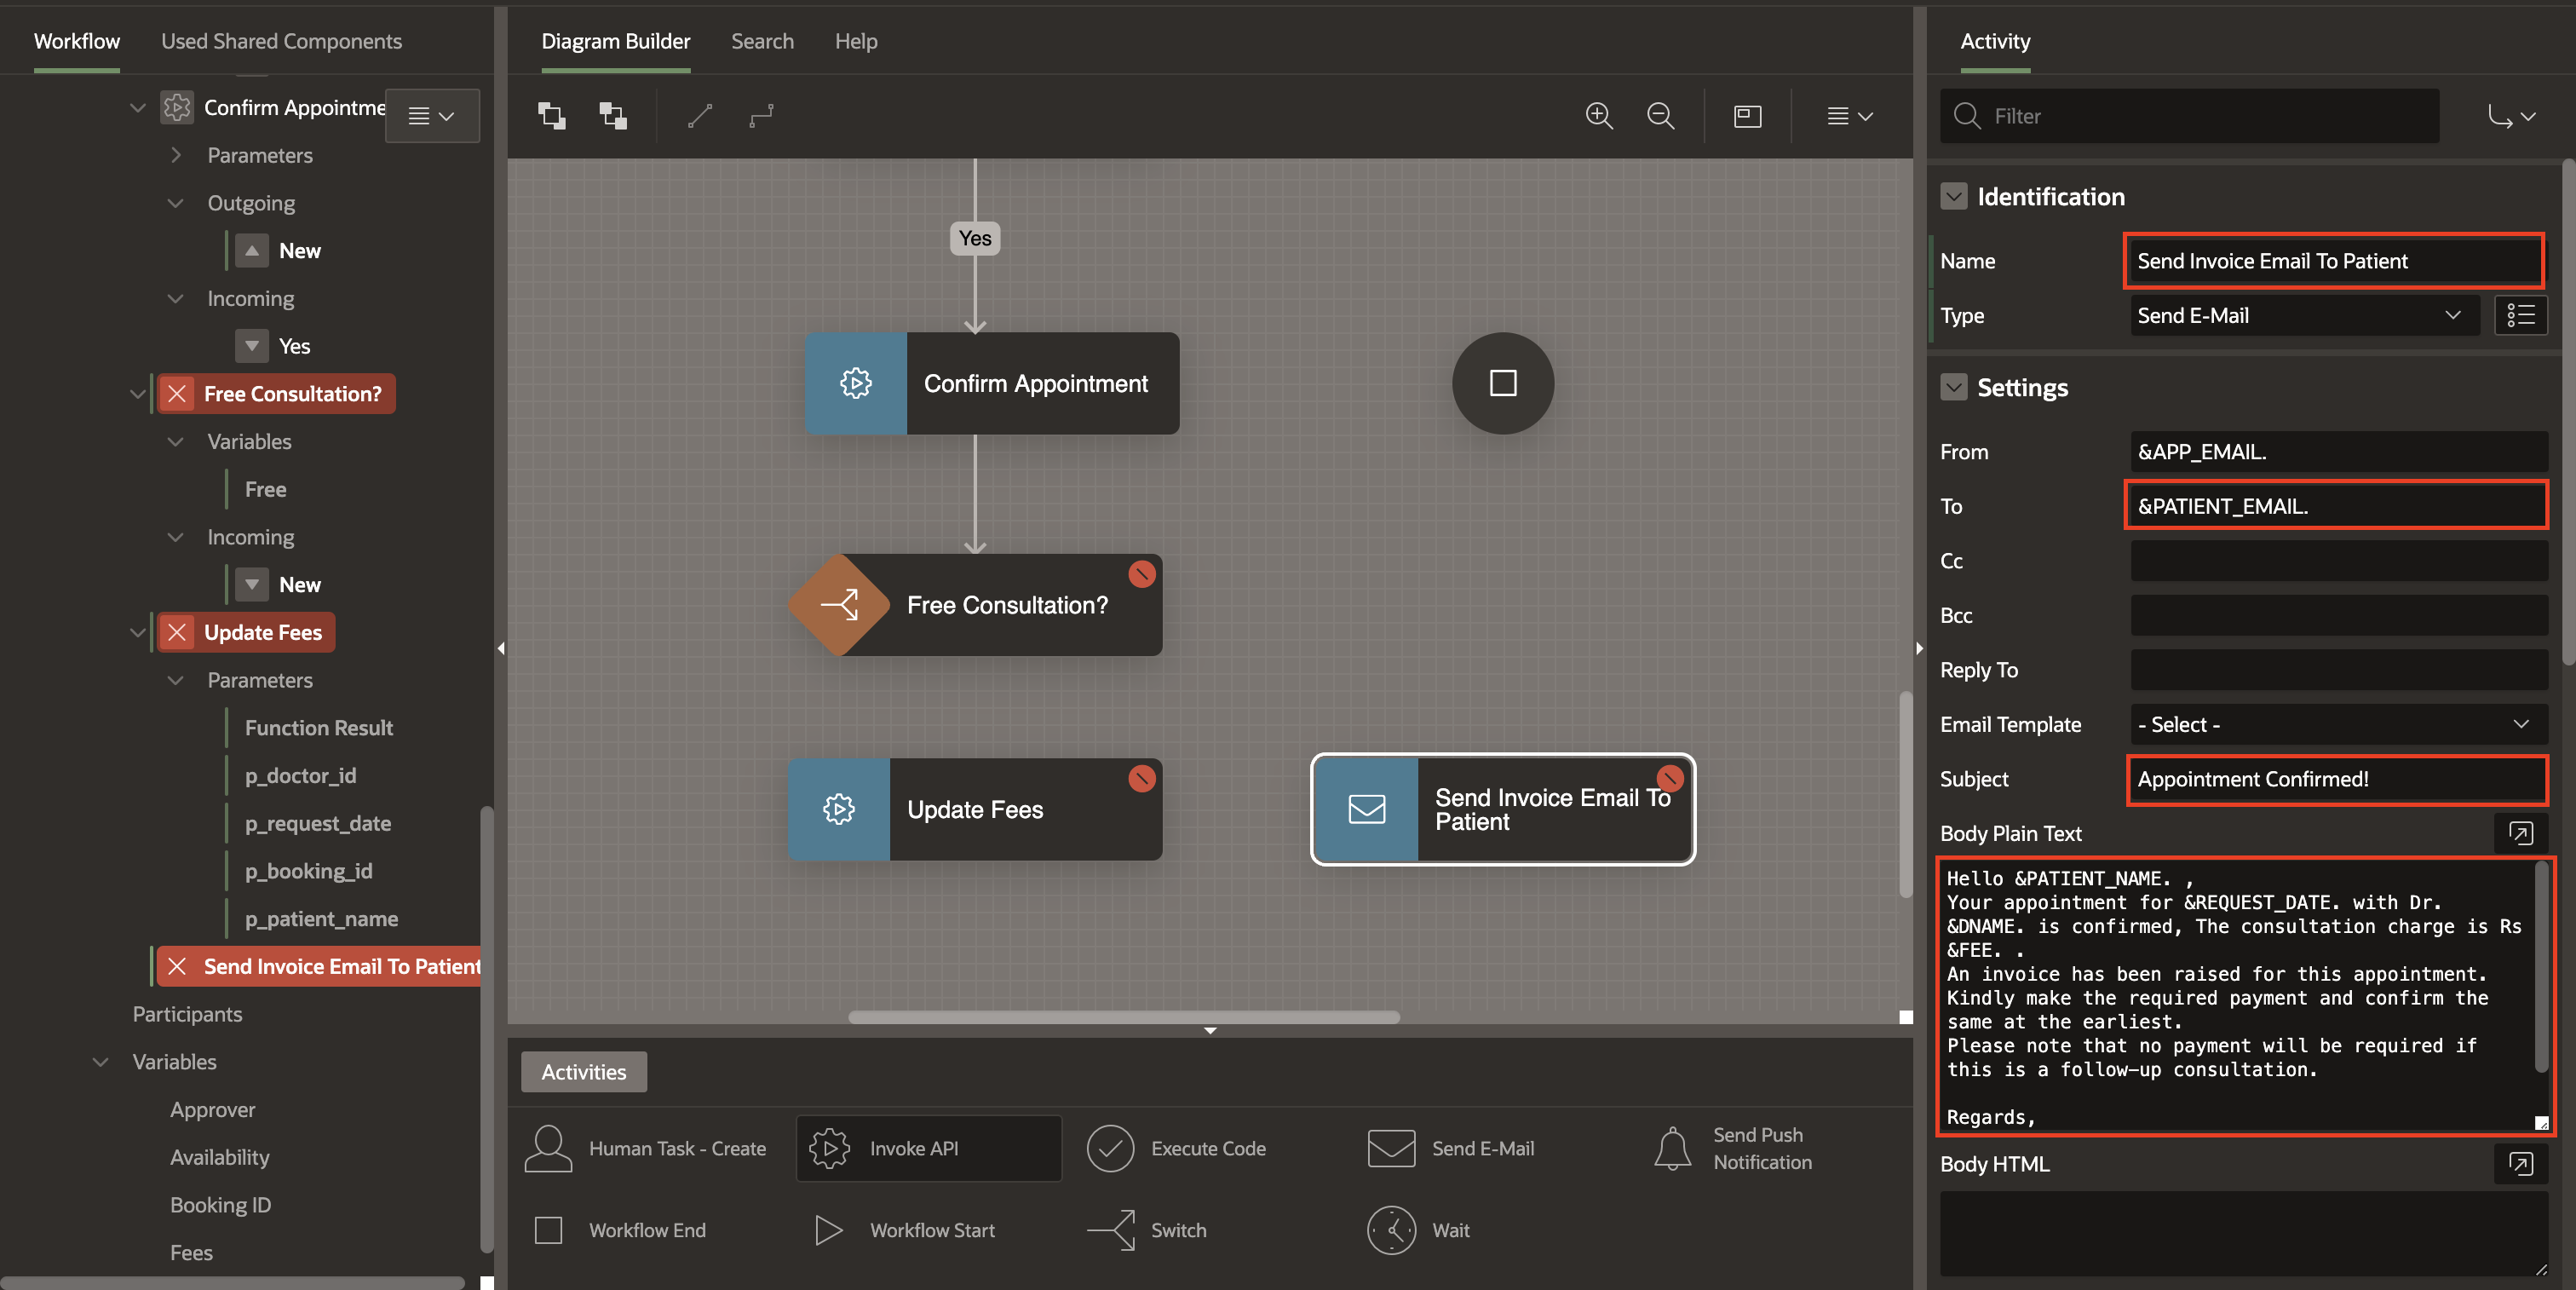 Workflow
Used Shared Components
Confirm Appointme
Parameters
Outgoing
New
Incoming
Yes
Free Consultation?
Variables
Free
Incoming
New
Update Fees
Parameters
Function Result
p_doctor_id
p_request_date
p_booking_id
p_patient_name
Send Invoice Email To Patient
Participants
Variables
Approver
Availability
Booking ID
Fees
Diagram Builder
Search
Help
Yes
Confirm Appointment
Free Consultation?
Update Fees
Send Invoice Email To
Patient
Activities
Human Task - Create
Invoke API
Execute Code
Send E-Mail
Send Push
Notification
Workflow End
Workflow Start
Switch
Wait
Activity
Filter
Identification
Name
Send Invoice Email To Patient
Type
Send E-Mail
Settings
From
&APP_EMAIL.
To
&PATIENT_EMAIL.
Cc
Bcc
Reply To
Email Template
- Select -
Subject
Appointment Confirmed!
Body Plain Text
Hello &PATIENT_NAME. ,
Your appointment for &REQUEST_DATE. with Dr.
&DNAME. is confirmed, The consultation charge is Rs
&FEE. .
An invoice has been raised for this appointment.
Kindly make the required payment and confirm the
same at the earliest.
Please note that no payment will be required if
this is a follow-up consultation.
Regards,
Body HTML